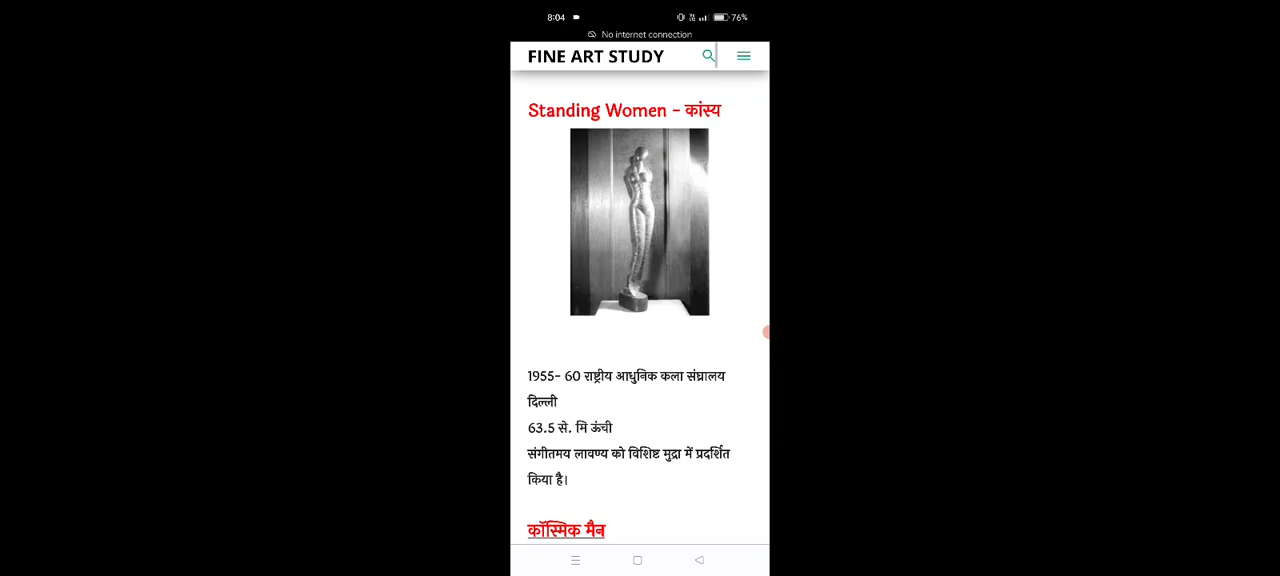 8:04 76%
No internet connection
FINE ART STUDY
Standing Women - कांस्य
1955- 60 राष्ट्रीय आधुनिक कला संघ्रालय
दिल्ली
63.5 से. मि ऊंची
संगीतमय लावण्य को विशिष्ट मुद्रा में प्रदर्शित
किया है।
कॉस्मिक मैन